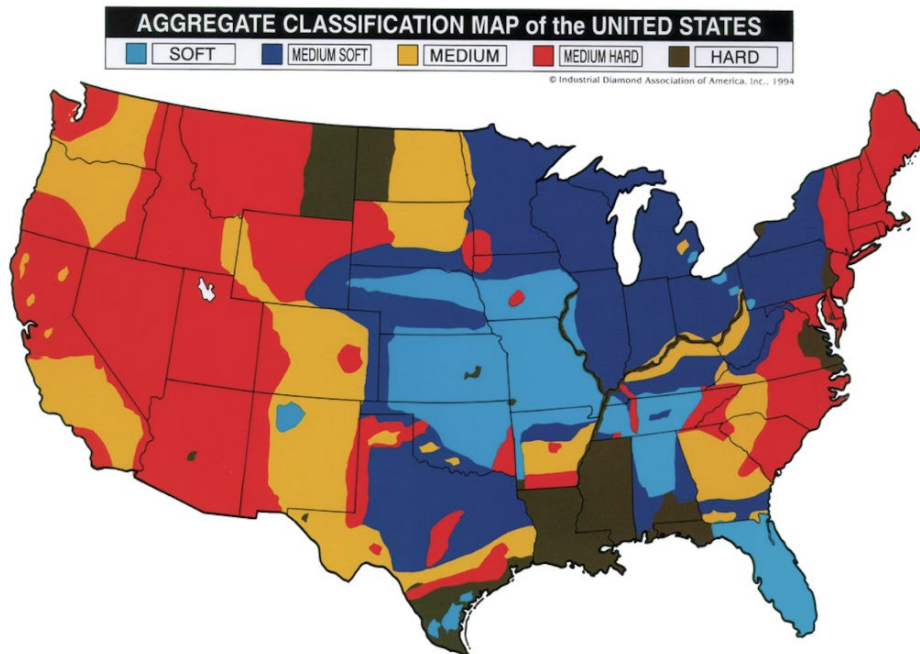 AGGREGATE CLASSIFICATION MAP of the UNITED STATES
SOFT MEDIUM SOFT MEDIUM MEDIUM HARD HARD
© Industrial Diamond Association of America, Inc., 1994